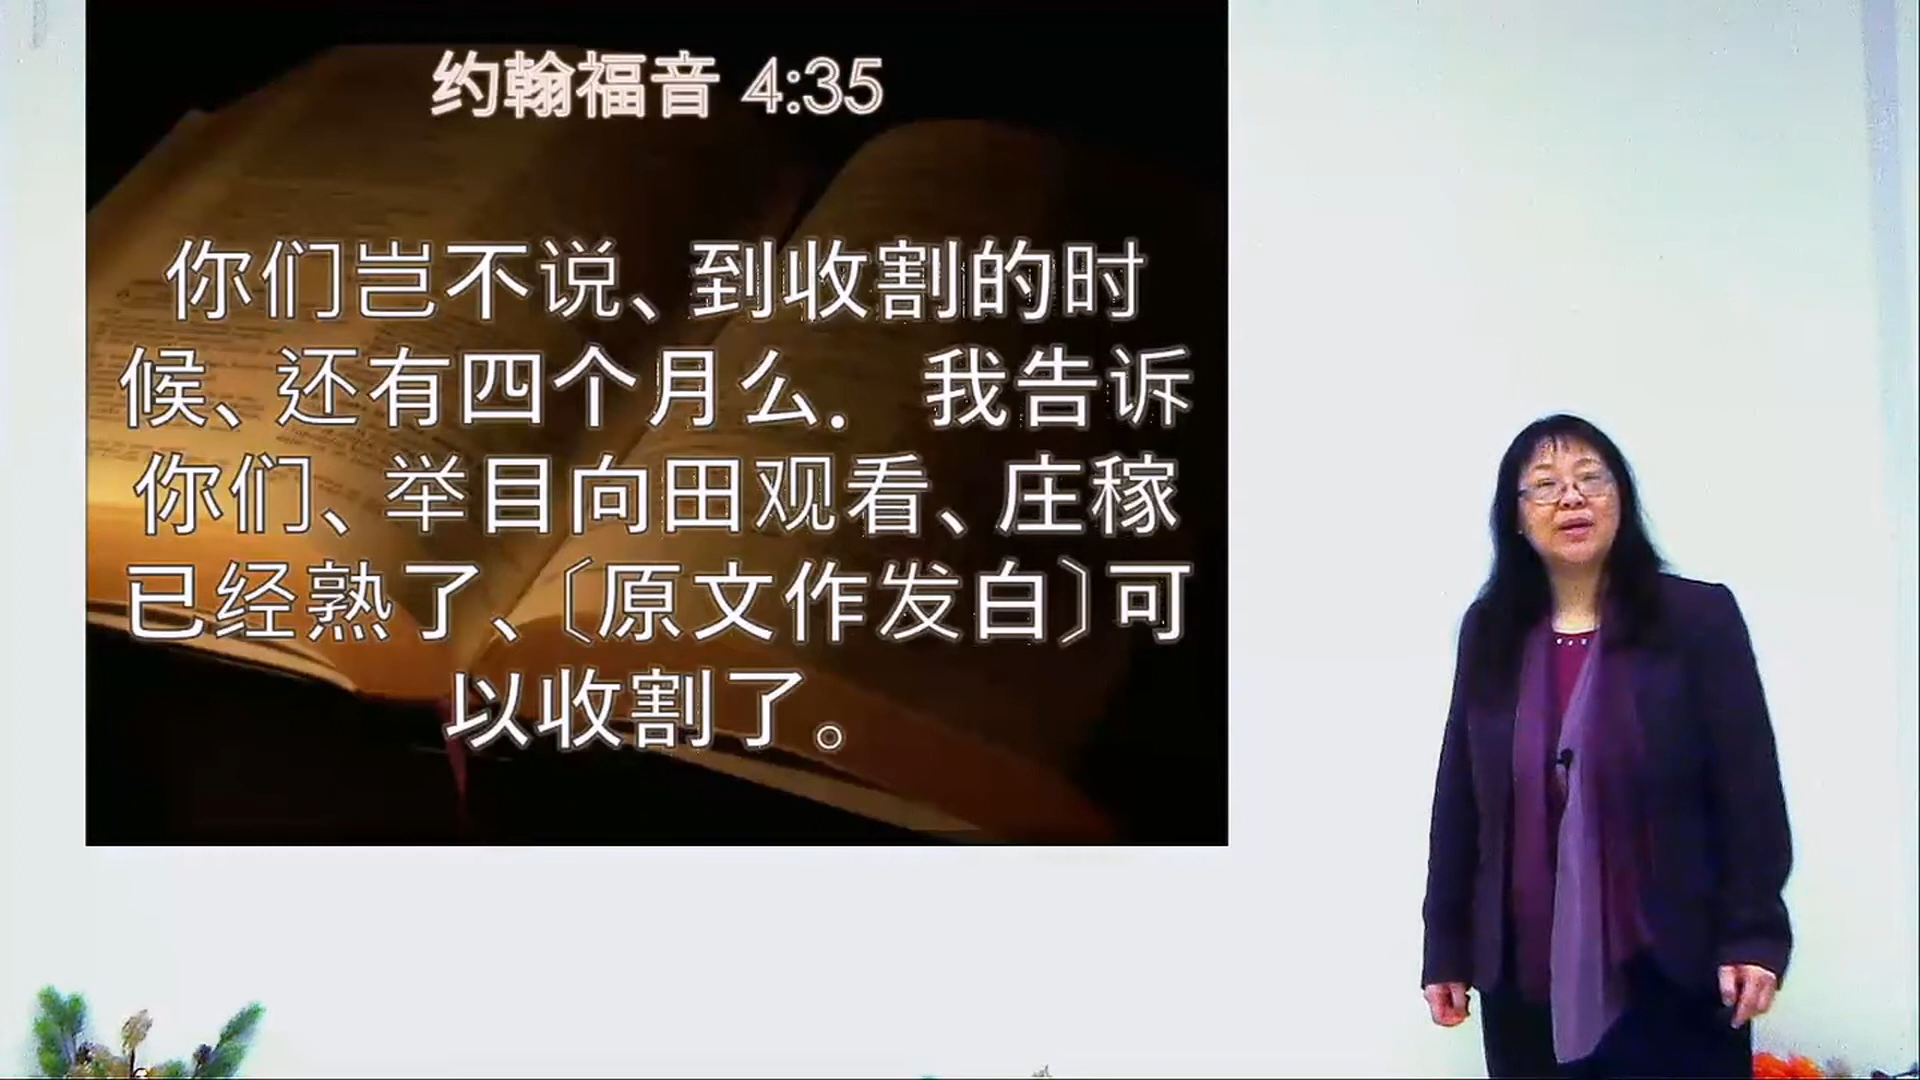 约翰福音 4:35
你们岂不说、到收割的时
候、还有四个月么. 我告诉
你们、举目向田观看、庄稼
已经熟了、〔原文作发白〕可
以收割了。